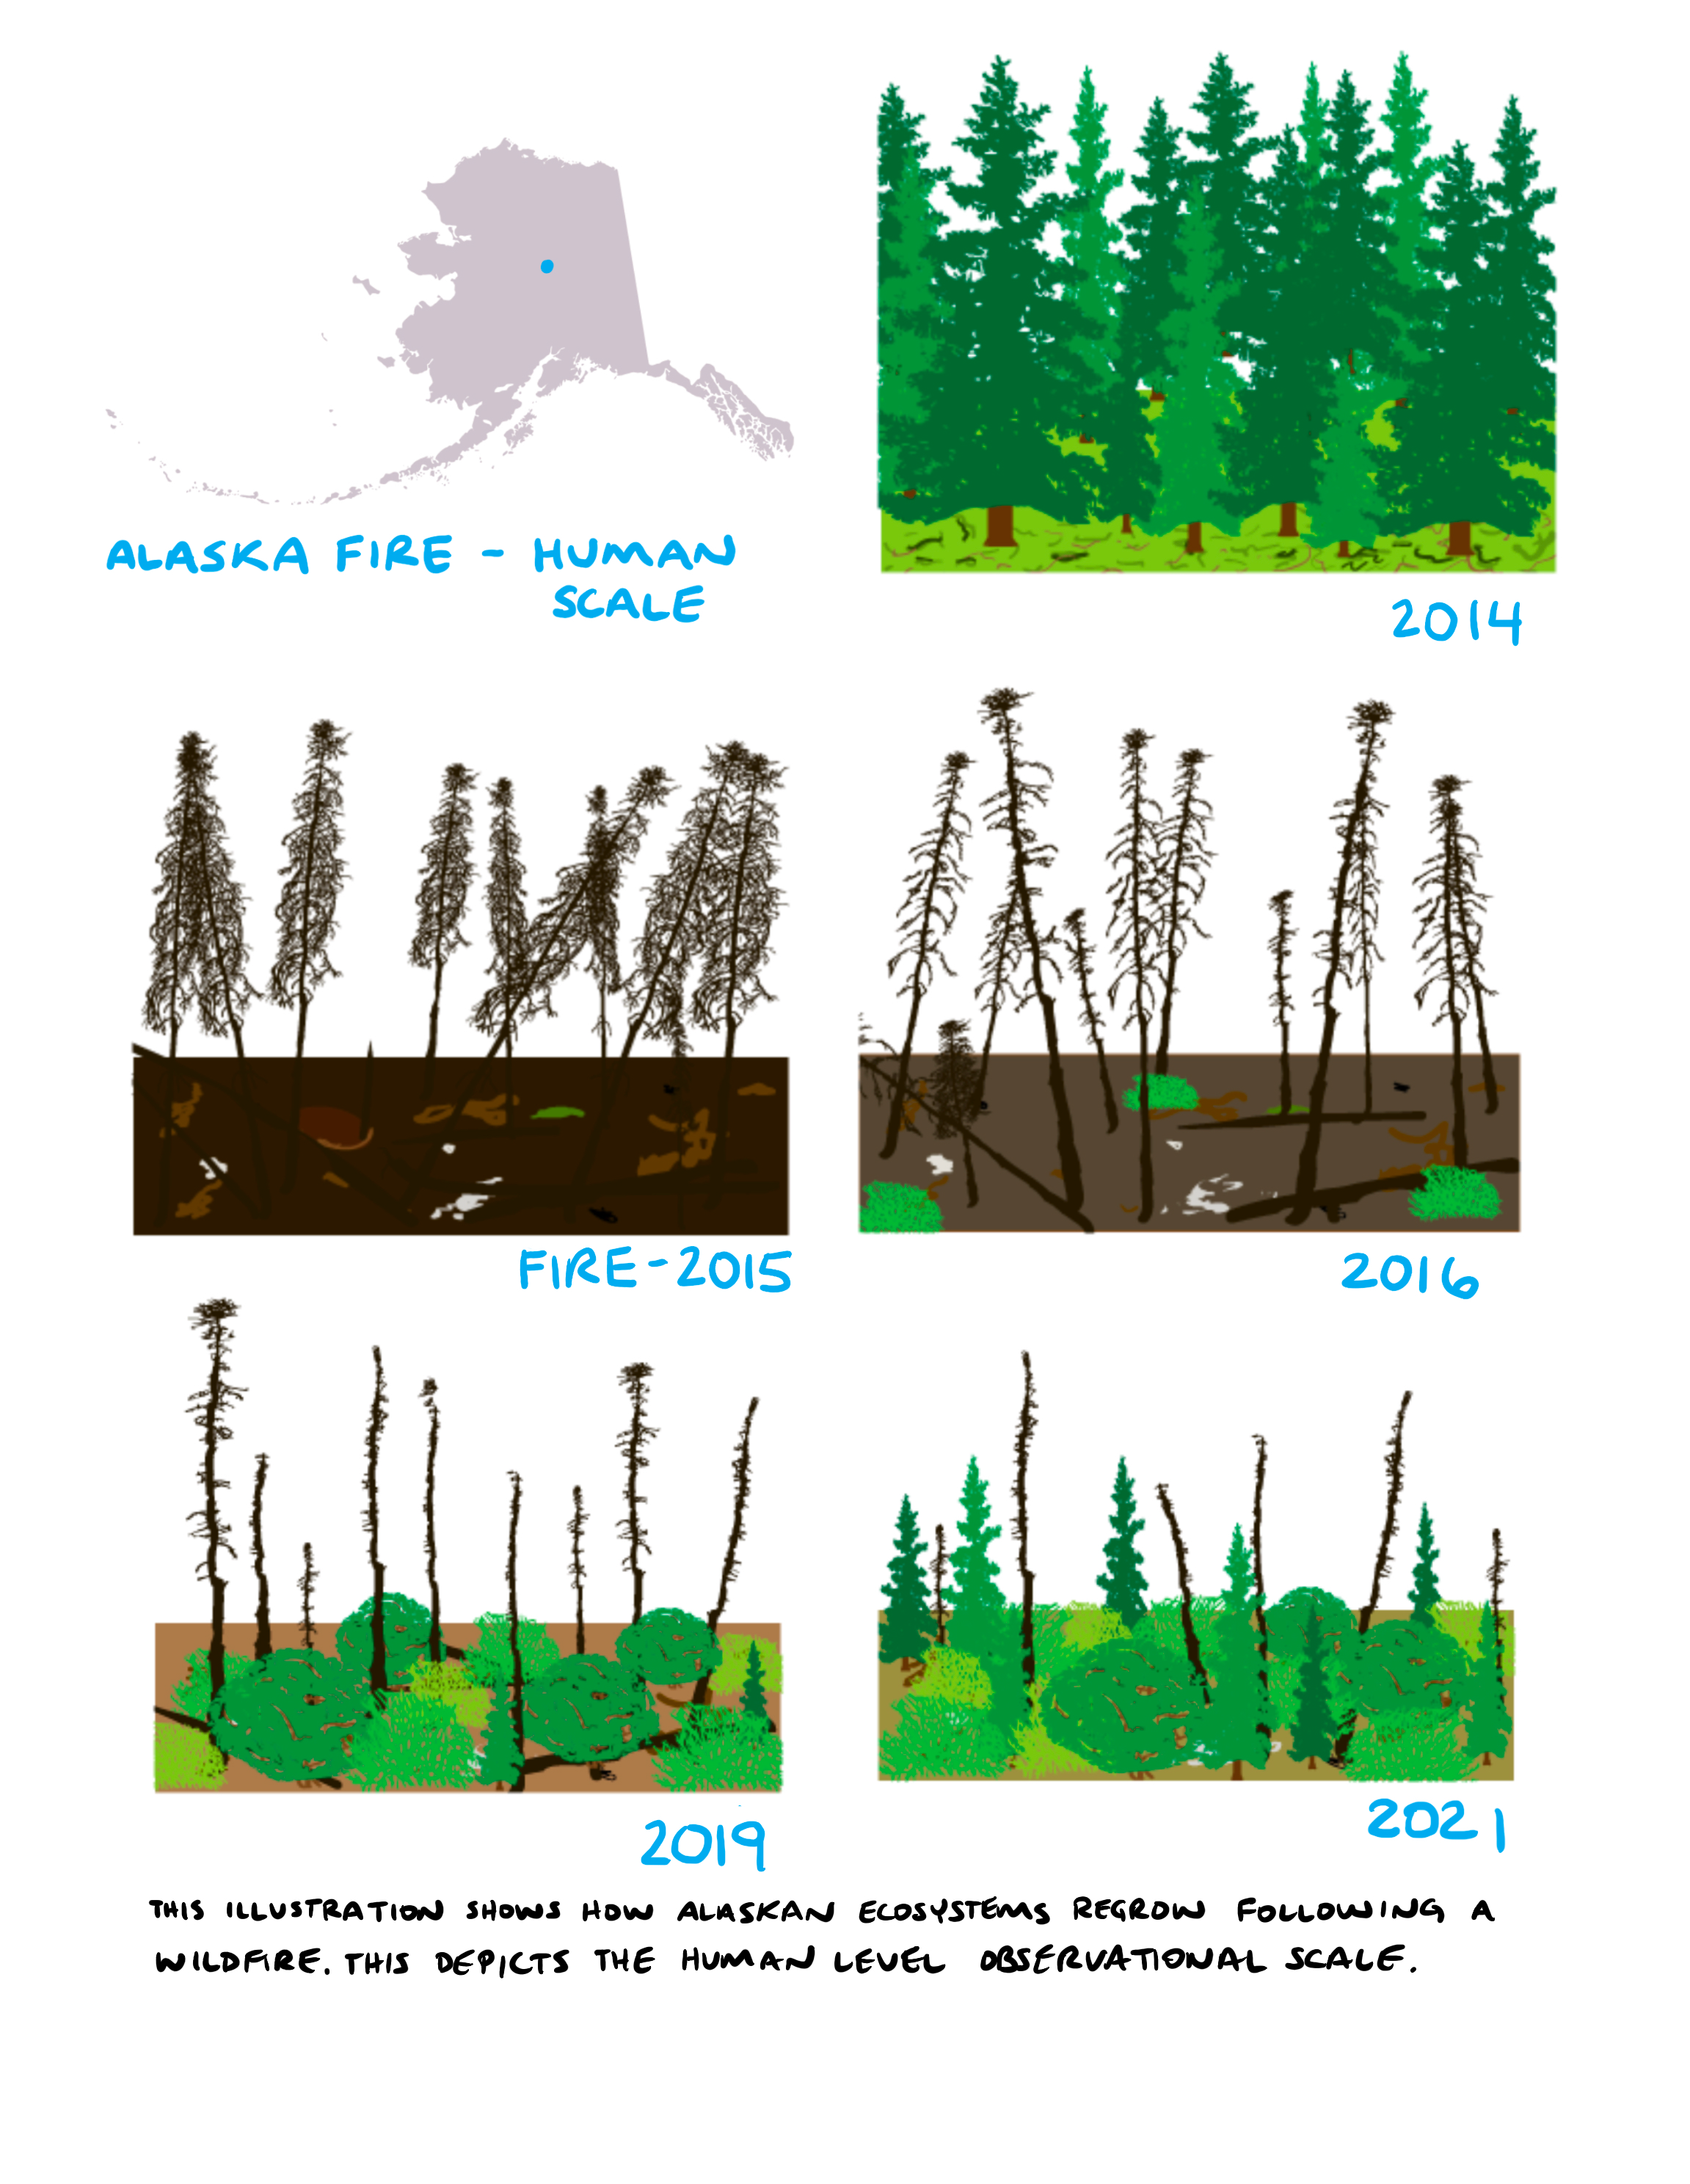 ALASKA FIRE - HUMAN
SCALE
2014
FIRE-2015
2016
2019
2021
THIS ILLUSTRATION SHOWS HOW ALASKAN ECOSYSTEMS REGROW FOLLOWING A
WILDFIRE. THIS DEPICTS THE HUMAN LEVEL OBSERVATIONAL SCALE.